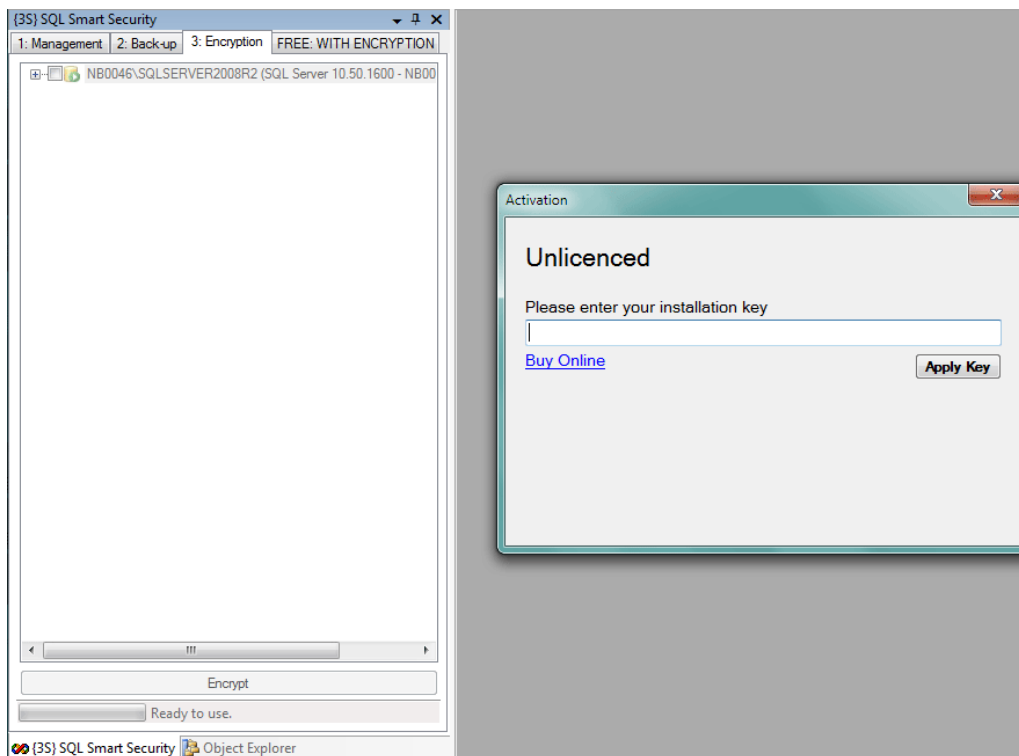 {3S} SQL Smart Security
1: Management 2: Back-up 3: Encryption FREE: WITH ENCRYPTION
NB0046\SQLSERVER2008R2 (SQL Server 10.50.1600 - NB00
Activation
Unlicenced
Please enter your installation key
Buy Online
Apply Key
Encrypt
Ready to use.
{3S} SQL Smart Security Object Explorer